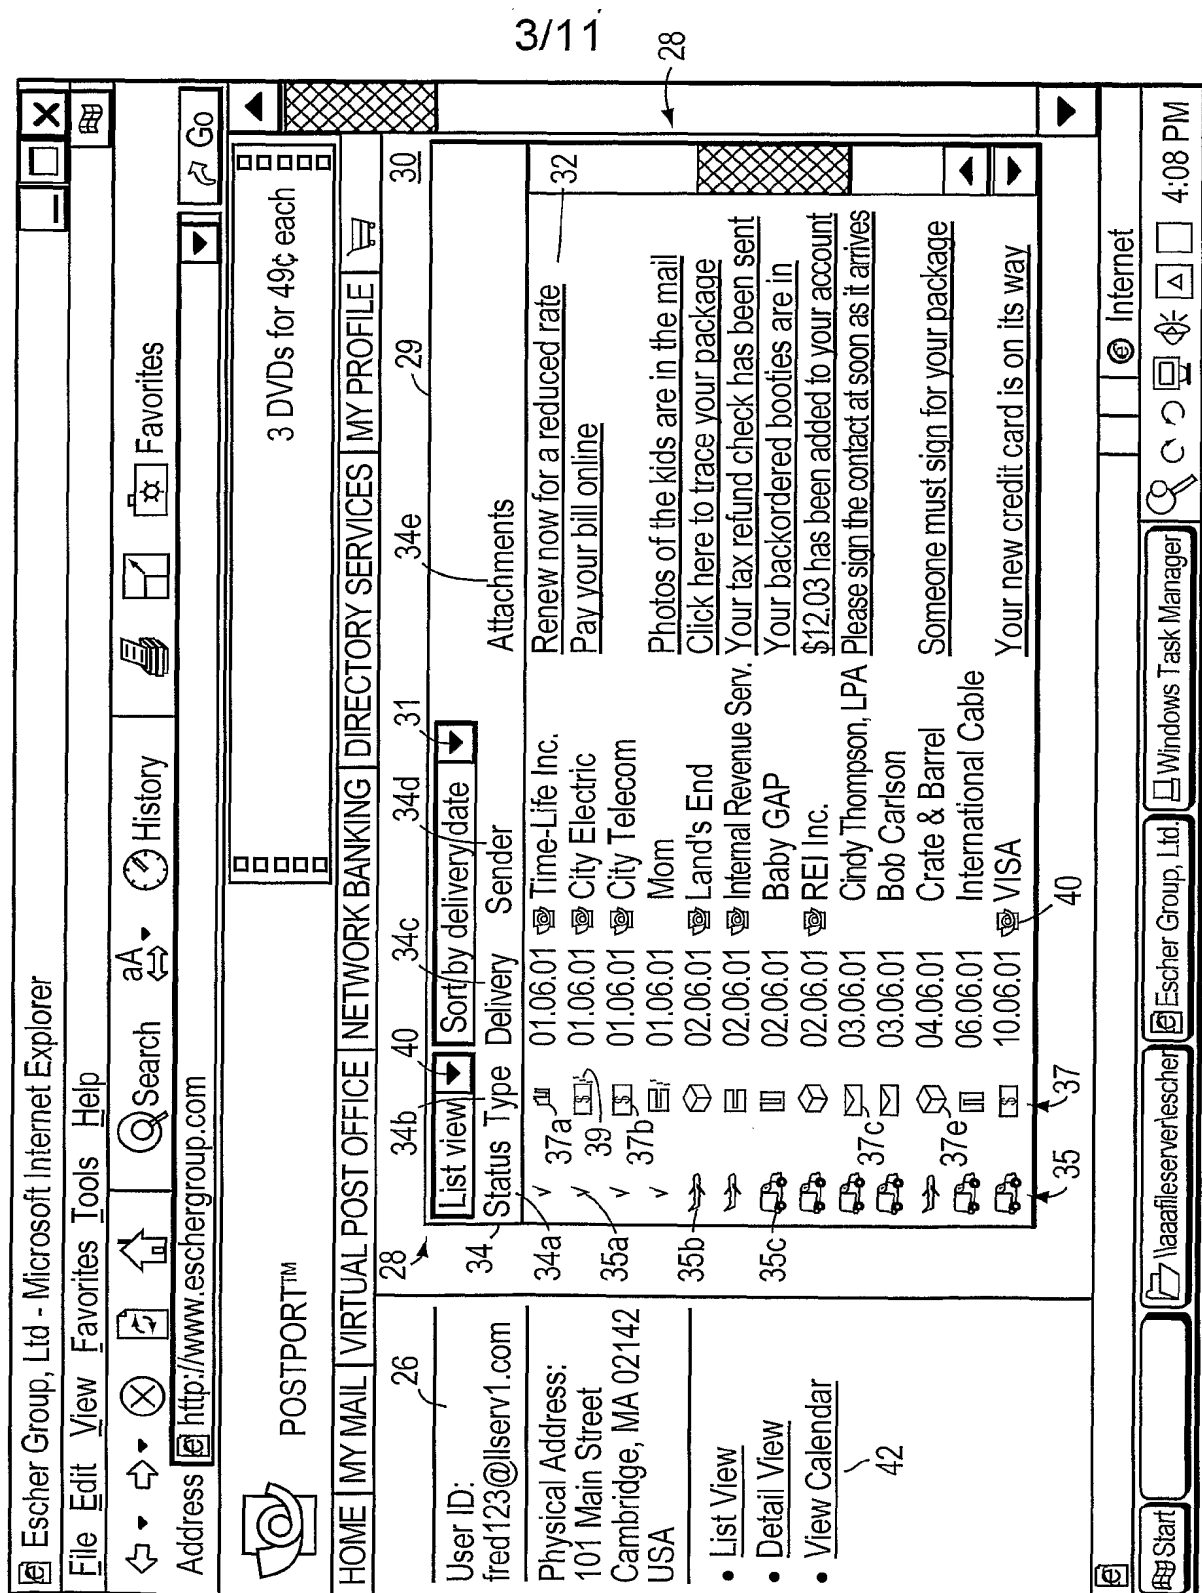 3/11
Escher Group, Ltd - Microsoft Internet Explorer
File Edit View Favorites Tools Help
Search aA History Favorites
Address http://www.eschergroup.com Go
POSTPORT™ 3 DVDs for 49¢ each
HOME | MY MAIL | VIRTUAL POST OFFICE | NETWORK BANKING | DIRECTORY SERVICES | MY PROFILE
28 34b 40 34c 34d 31 34e 29 30
26
User ID:
fred123@llserv1.com
Physical Address:
101 Main Street
Cambridge, MA 02142
USA
• List View
• Detail View
• View Calendar
42
List view Sort by delivery date
34 Status Type Delivery Sender Attachments
34a 37a 01.06.01 Time-Life Inc. Renew now for a reduced rate 32
39 $ 01.06.01 City Electric Pay your bill online
35a 37b $ 01.06.01 City Telecom
01.06.01 Mom Photos of the kids are in the mail
35b 02.06.01 Land's End Click here to trace your package
02.06.01 Internal Revenue Serv. Your tax refund check has been sent
35c 02.06.01 Baby GAP Your backordered booties are in
02.06.01 REI Inc. $12.03 has been added to your account
03.06.01 Cindy Thompson, LPA Please sign the contact at soon as it arrives
37c 03.06.01 Bob Carlson
04.06.01 Crate & Barrel Someone must sign for your package
37e 06.06.01 International Cable
$ 10.06.01 VISA Your new credit card is on its way
35 37 40
28
Internet
Start \\aaafileserver\escher Escher Group, Ltd. Windows Task Manager 4:08 PM